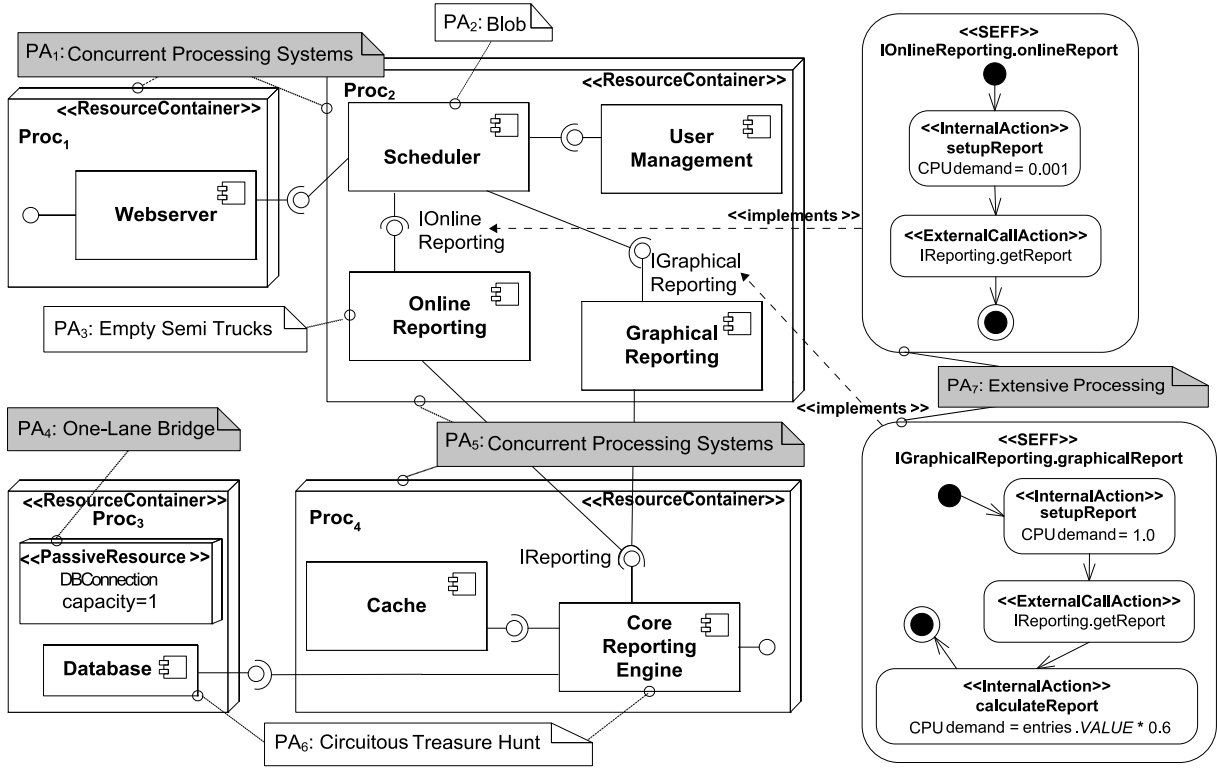 PA₂: Blob
PA₁: Concurrent Processing Systems
<<ResourceContainer>>
Proc₁
Webserver
<<ResourceContainer>>
Proc₂
Scheduler
User
Management
IOnline
Reporting
IGraphical
Reporting
Online
Reporting
Graphical
Reporting
PA₃: Empty Semi Trucks
<<implements >>
<<SEFF>>
IOnlineReporting.onlineReport
<<InternalAction>>
setupReport
CPU demand = 0.001
<<ExternalCallAction>>
IReporting.getReport
PA₇: Extensive Processing
<<implements >>
PA₄: One-Lane Bridge
PA₅: Concurrent Processing Systems
<<ResourceContainer>>
Proc₃
<<PassiveResource >>
DBConnection
capacity=1
Database
<<ResourceContainer>>
Proc₄
IReporting
Cache
Core
Reporting
Engine
PA₆: Circuitous Treasure Hunt
<<SEFF>>
IGraphicalReporting.graphicalReport
<<InternalAction>>
setupReport
CPU demand = 1.0
<<ExternalCallAction>>
IReporting.getReport
<<InternalAction>>
calculateReport
CPU demand = entries .VALUE * 0.6